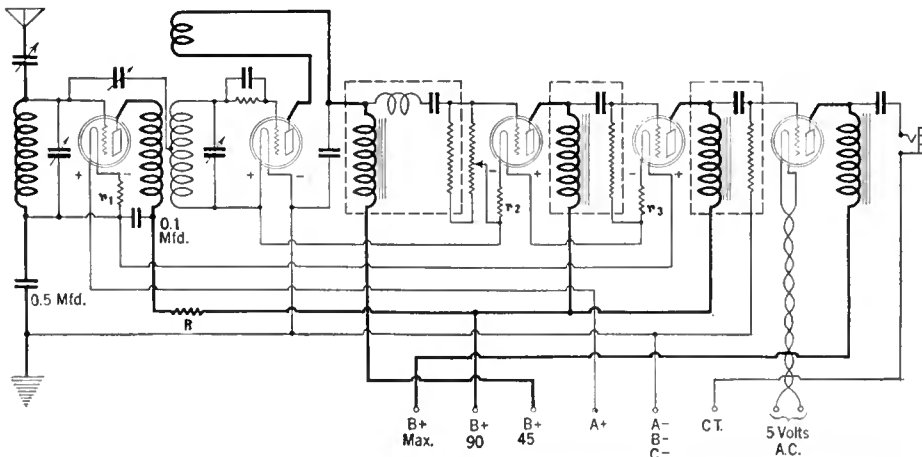 +
-
r1
0.1
Mfd.
+
-
+
-
r2
+
-
r3
0.5 Mfd.
R
B+
Max.
B+
90
B+
45
A+
A-
B-
C-
C.T.
5 Volts
A.C.